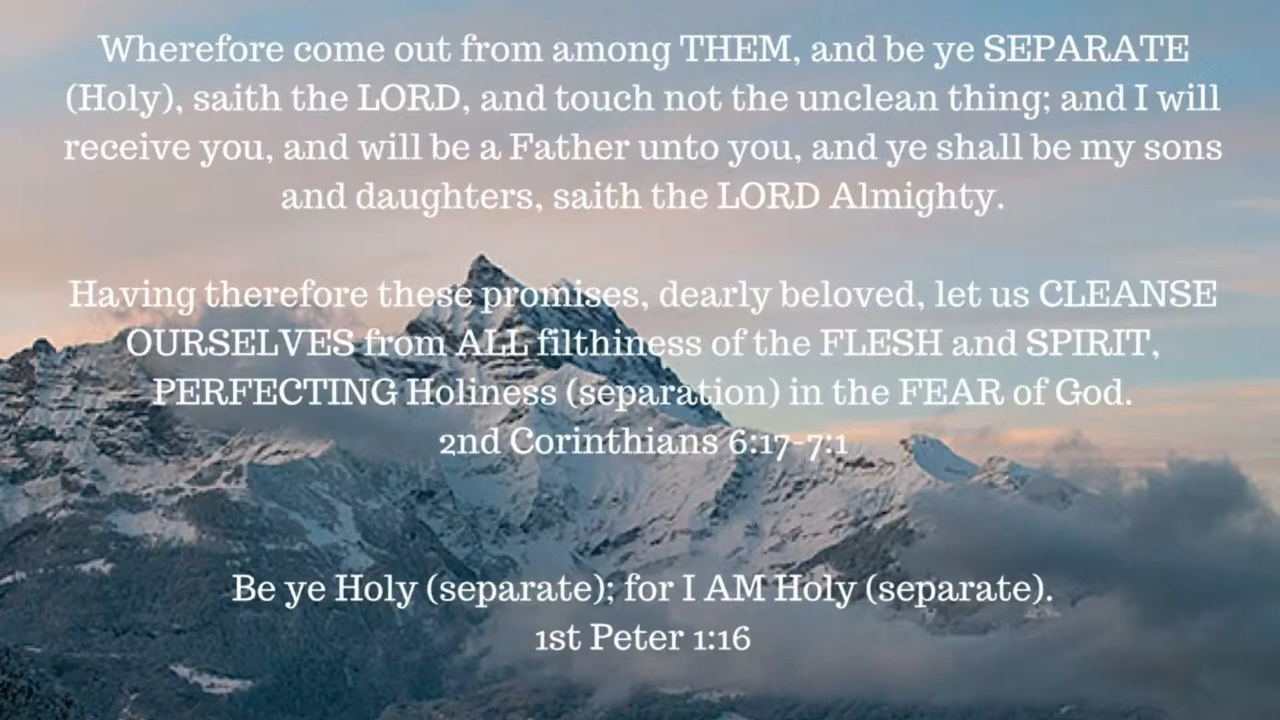 Wherefore come out from among THEM, and be ye SEPARATE
(Holy), saith the LORD, and touch not the unclean thing; and I will
receive you, and will be a Father unto you, and ye shall be my sons
and daughters, saith the LORD Almighty.
Having therefore these promises, dearly beloved, let us CLEANSE
OURSELVES from ALL filthiness of the FLESH and SPIRIT,
PERFECTING Holiness (separation) in the FEAR of God.
2nd Corinthians 6:17-7:1
Be ye Holy (separate); for I AM Holy (separate).
1st Peter 1:16